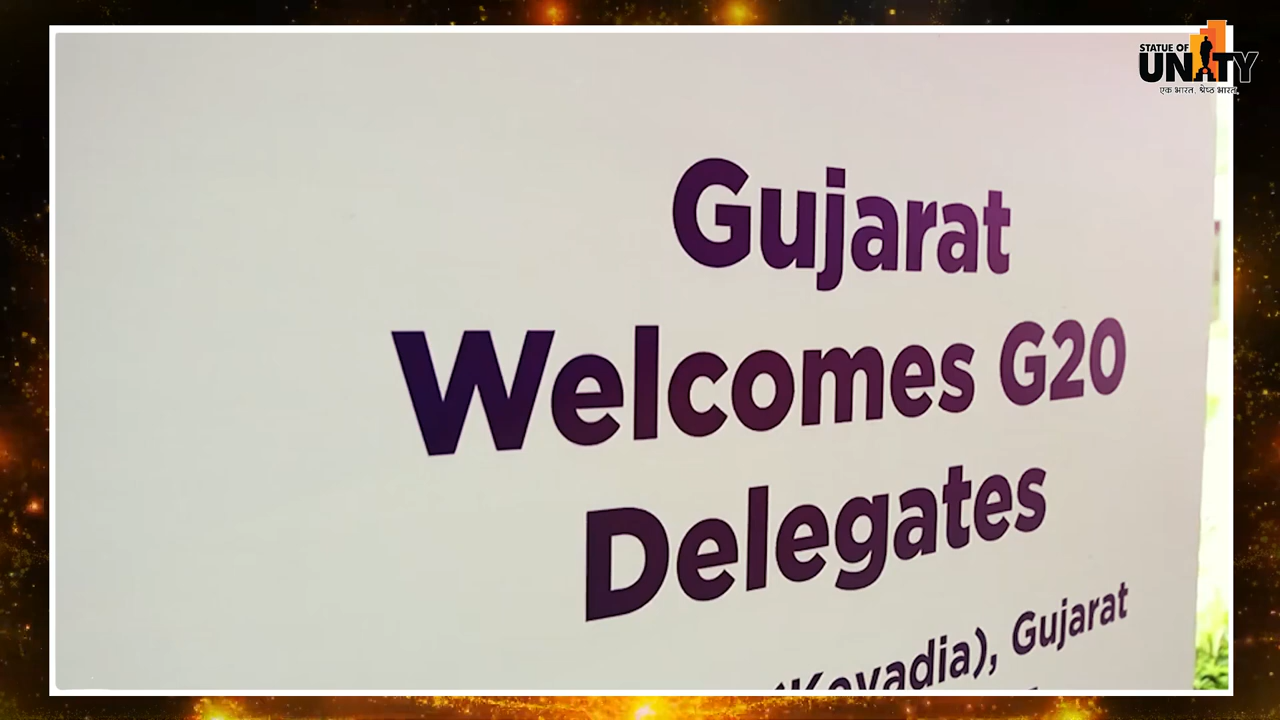 STATUE OF
UNITY
एक भारत, श्रेष्ठ भारत
Gujarat
Welcomes G20
Delegates
(Kevadia), Gujarat